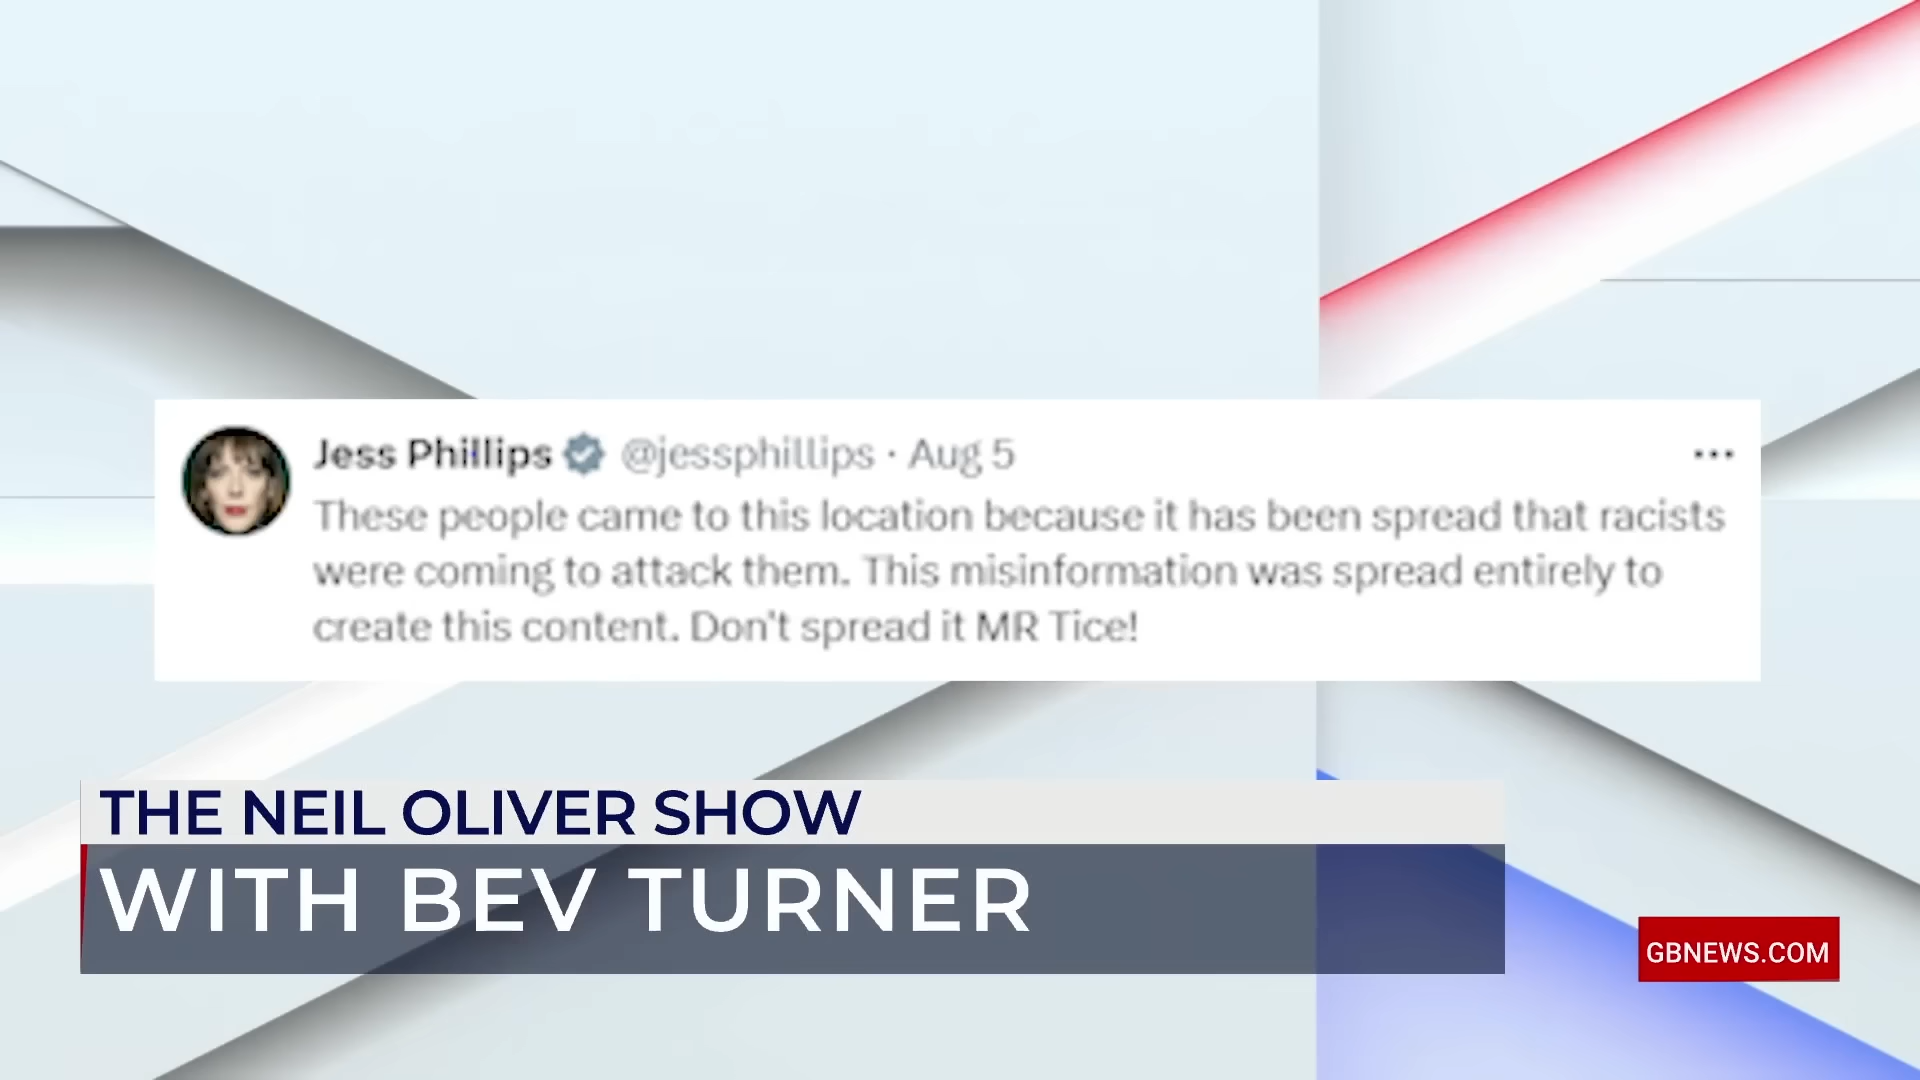 Jess Phillips @jessphillips · Aug 5 ...
These people came to this location because it has been spread that racists
were coming to attack them. This misinformation was spread entirely to
create this content. Don't spread it MR Tice!
THE NEIL OLIVER SHOW
WITH BEV TURNER
GBNEWS.COM